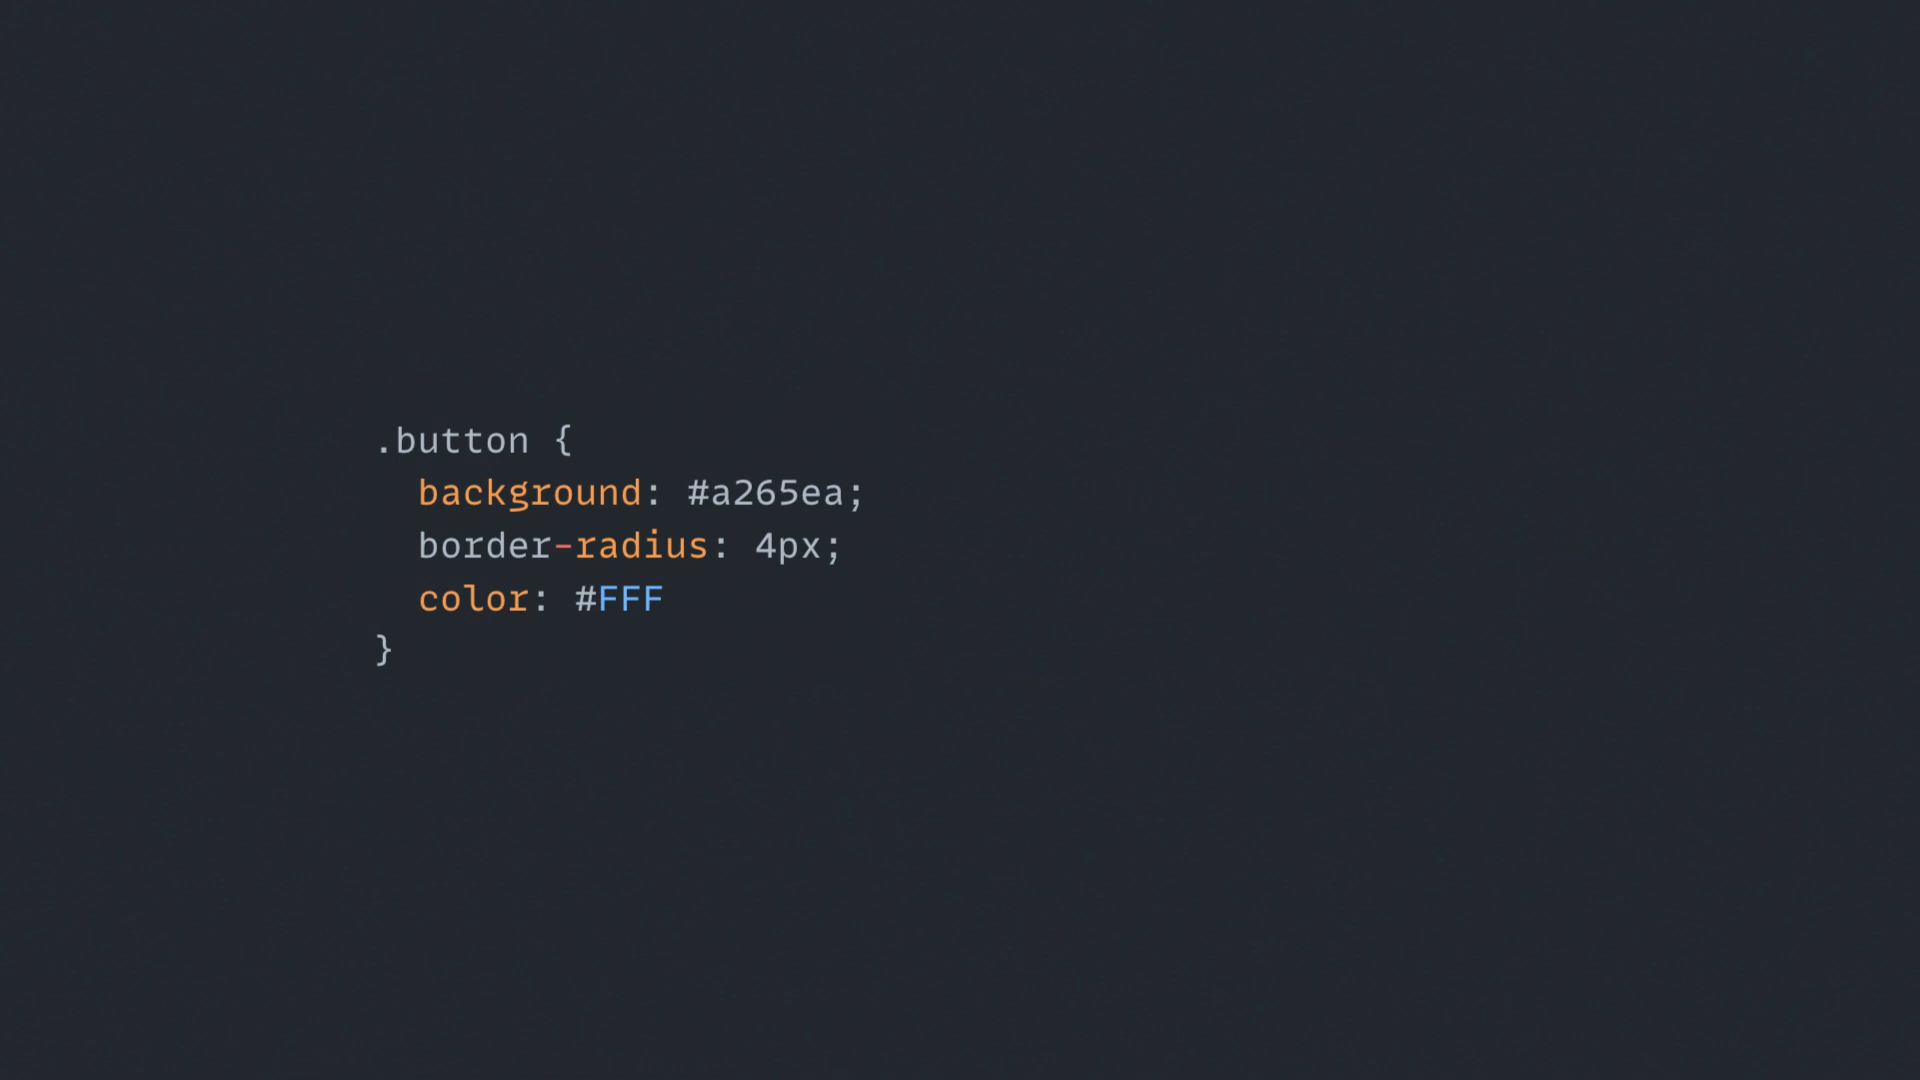 .button {
  background: #a265ea;
  border-radius: 4px;
  color: #FFF
}